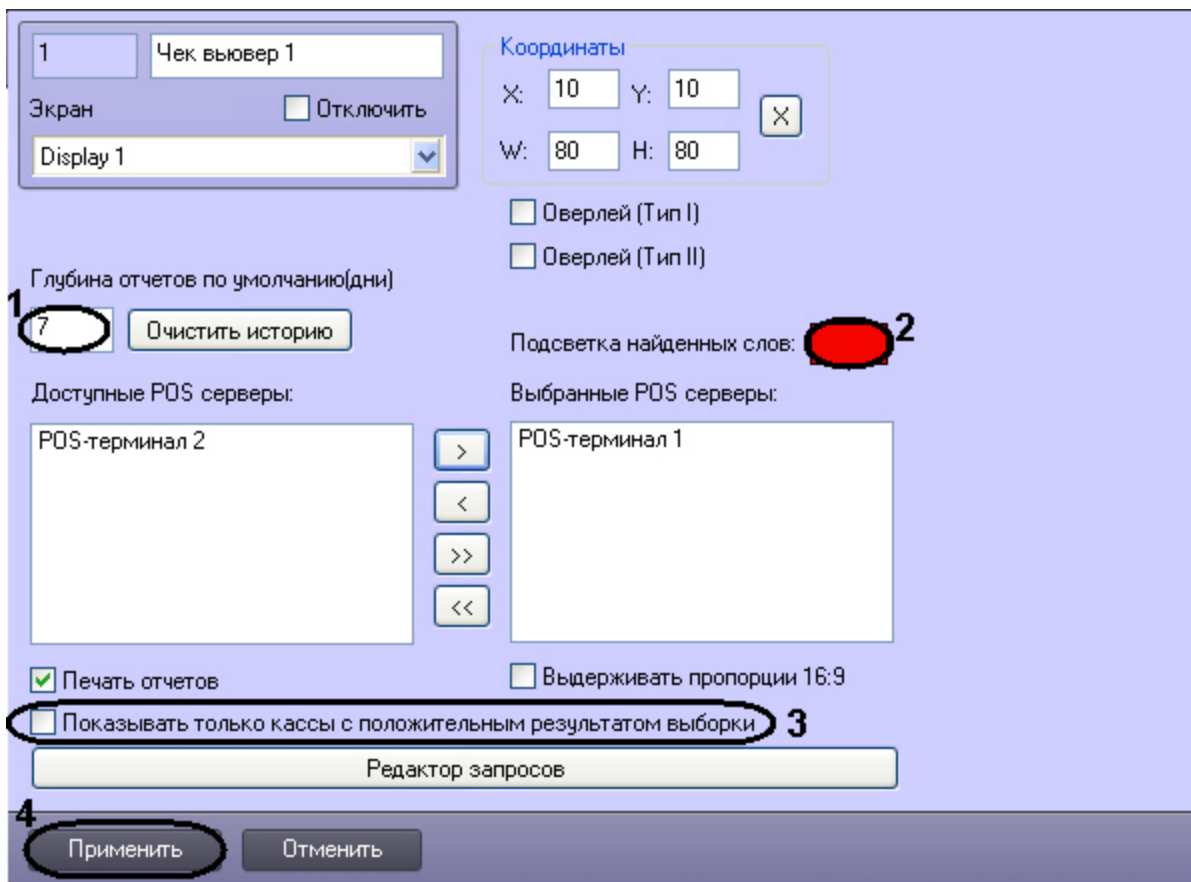 1 Чек вьювер 1
Экран Отключить
Display 1
Координаты
X: 10 Y: 10 X
W: 80 H: 80
Оверлей (Тип I)
Оверлей (Тип II)
Глубина отчетов по умолчанию(дни)
1 7 Очистить историю
Подсветка найденных слов: 2
Доступные POS серверы: Выбранные POS серверы:
POS-терминал 2 POS-терминал 1
>
<
>>
<<
Печать отчетов Выдерживать пропорции 16:9
Показывать только кассы с положительным результатом выборки 3
Редактор запросов
4
Применить Отменить